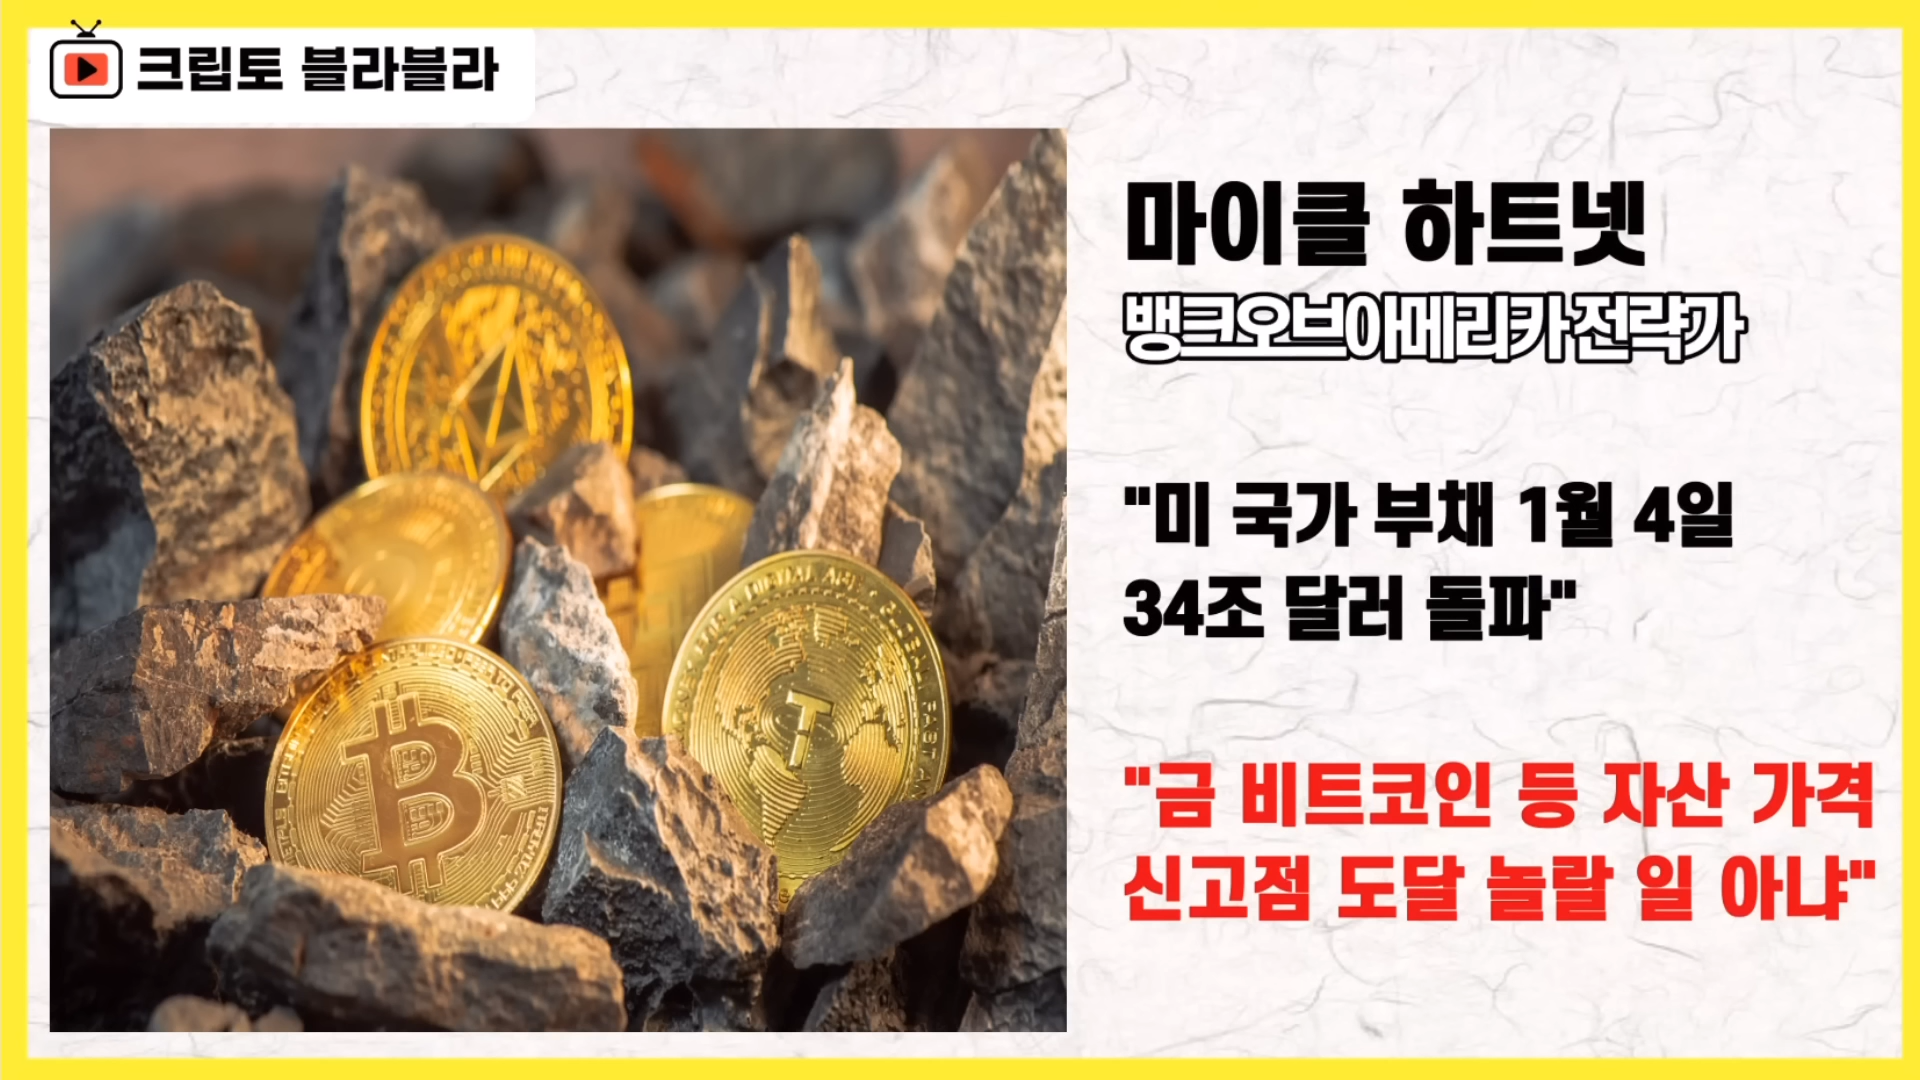 크립토 블라블라
마이클 하트넷
뱅크오브아메리카 전략가
"미 국가 부채 1월 4일
34조 달러 돌파"
"금 비트코인 등 자산 가격
신고점 도달 놀랄 일 아냐"